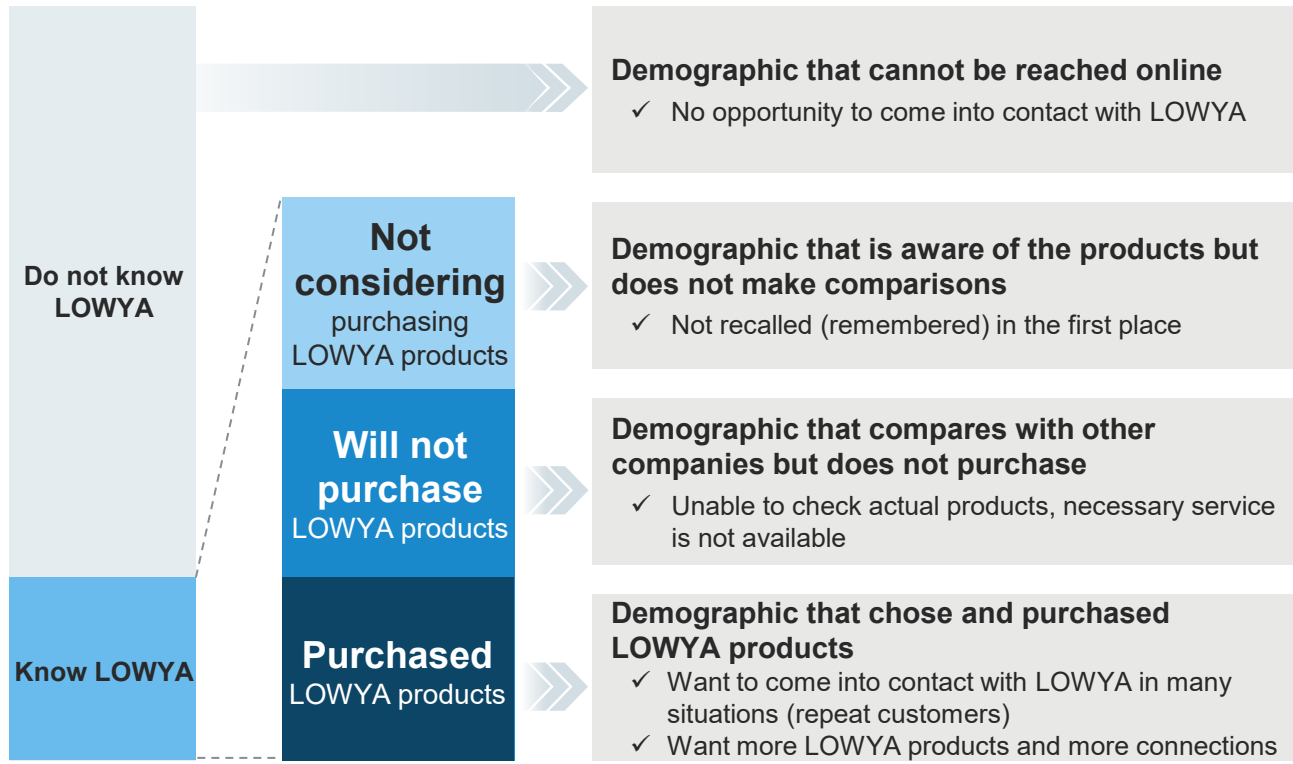 Do not know
LOWYA
Know LOWYA
Not
considering
purchasing
LOWYA products
Will not
purchase
LOWYA products
Purchased
LOWYA products
Demographic that cannot be reached online
✓ No opportunity to come into contact with LOWYA
Demographic that is aware of the products but
does not make comparisons
✓ Not recalled (remembered) in the first place
Demographic that compares with other
companies but does not purchase
✓ Unable to check actual products, necessary service
is not available
Demographic that chose and purchased
LOWYA products
✓ Want to come into contact with LOWYA in many
situations (repeat customers)
✓ Want more LOWYA products and more connections